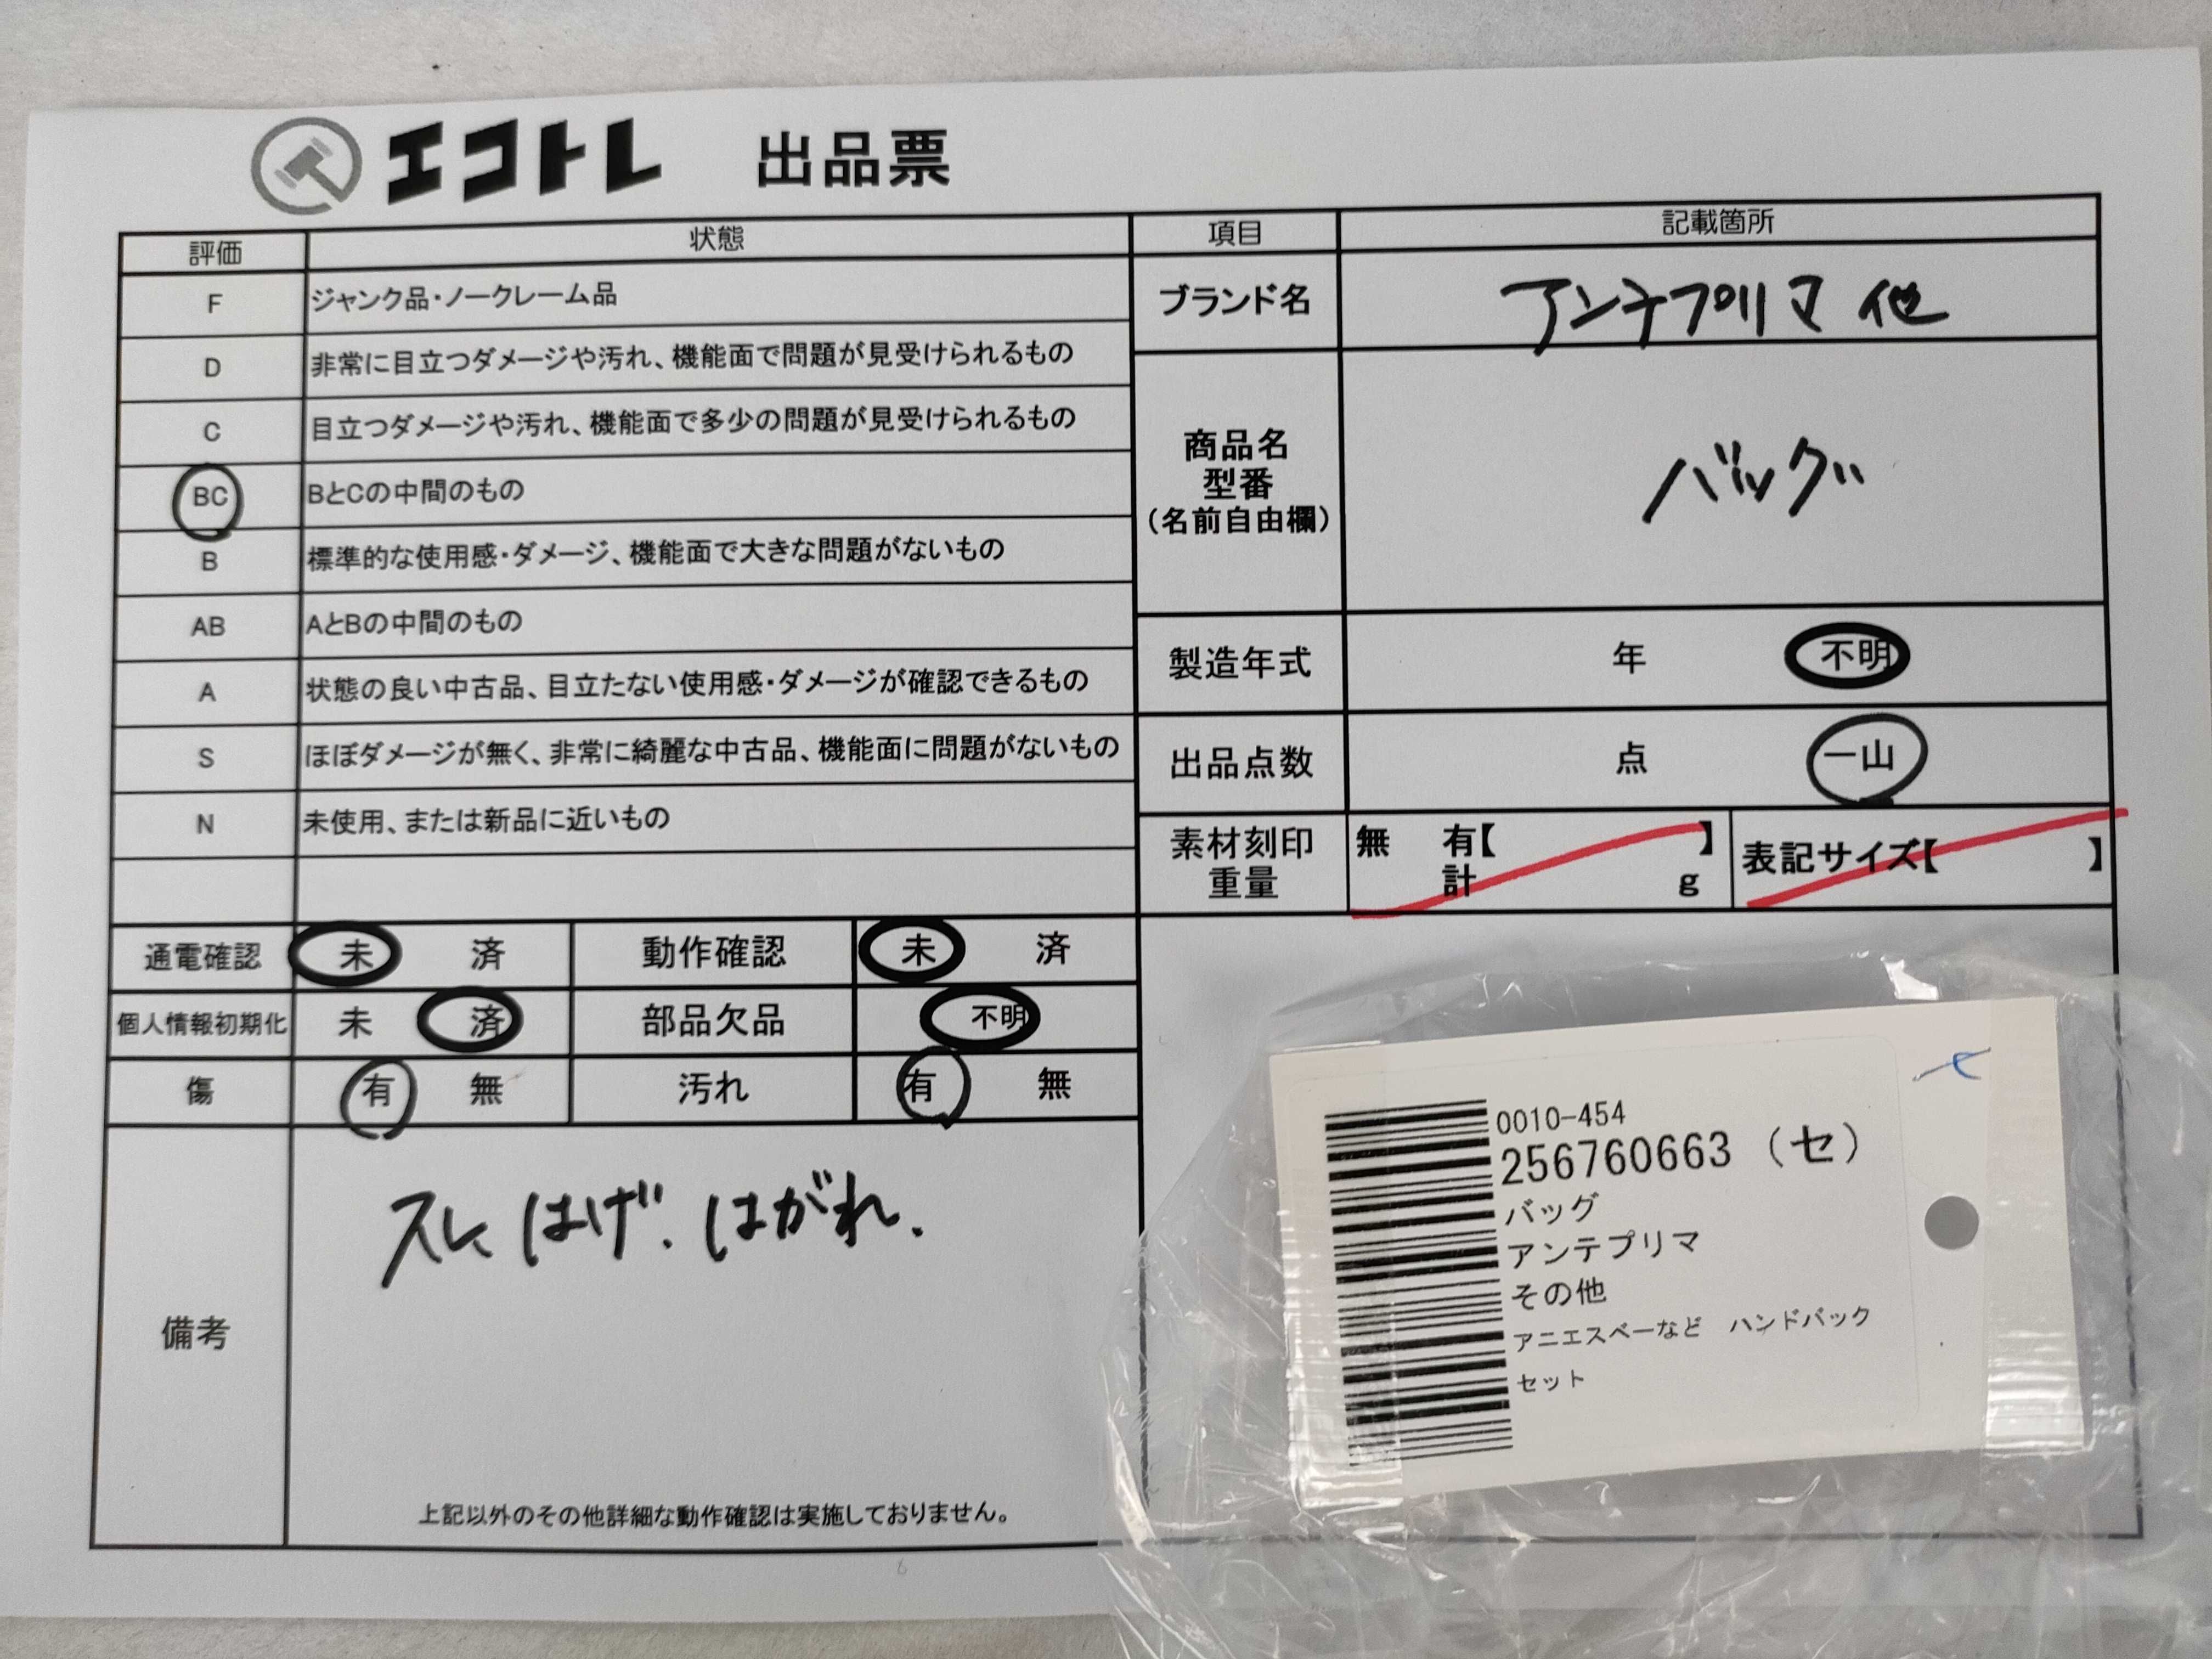 エコトレ 出品票
評価 状態
F ジャンク品・ノークレーム品
D 非常に目立つダメージや汚れ、機能面で問題が見受けられるもの
C 目立つダメージや汚れ、機能面で多少の問題が見受けられるもの
BC BとCの中間のもの
B 標準的な使用感・ダメージ、機能面で大きな問題がないもの
AB AとBの中間のもの
A 状態の良い中古品、目立たない使用感・ダメージが確認できるもの
S ほぼダメージが無く、非常に綺麗な中古品、機能面に問題がないもの
N 未使用、または新品に近いもの
通電確認 未 済 動作確認 未 済
個人情報初期化 未 済 部品欠品 不明
傷 有 無 汚れ 有 無
備考
スレ はげ. はがれ.
上記以外のその他詳細な動作確認は実施しておりません。
項目 記載箇所
ブランド名 アンテプリマ 他
商品名
型番
(名前自由欄)
バッグ
製造年式 年 不明
出品点数 点 一山
素材刻印 無 有【 】 表記サイズ【 】
重量 計 g
0010-454
256760663 (セ)
バッグ
アンテプリマ
その他
アニエスベーなど ハンドバック
セット